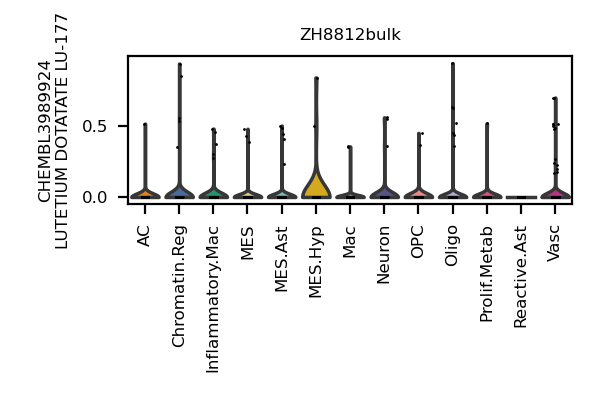 ZH8812bulk
CHEMBL3989924
LUTETIUM DOTATATE LU-177
0.5
0.0
AC
Chromatin.Reg
Inflammatory.Mac
MES
MES.Ast
MES.Hyp
Mac
Neuron
OPC
Oligo
Prolif.Metab
Reactive.Ast
Vasc